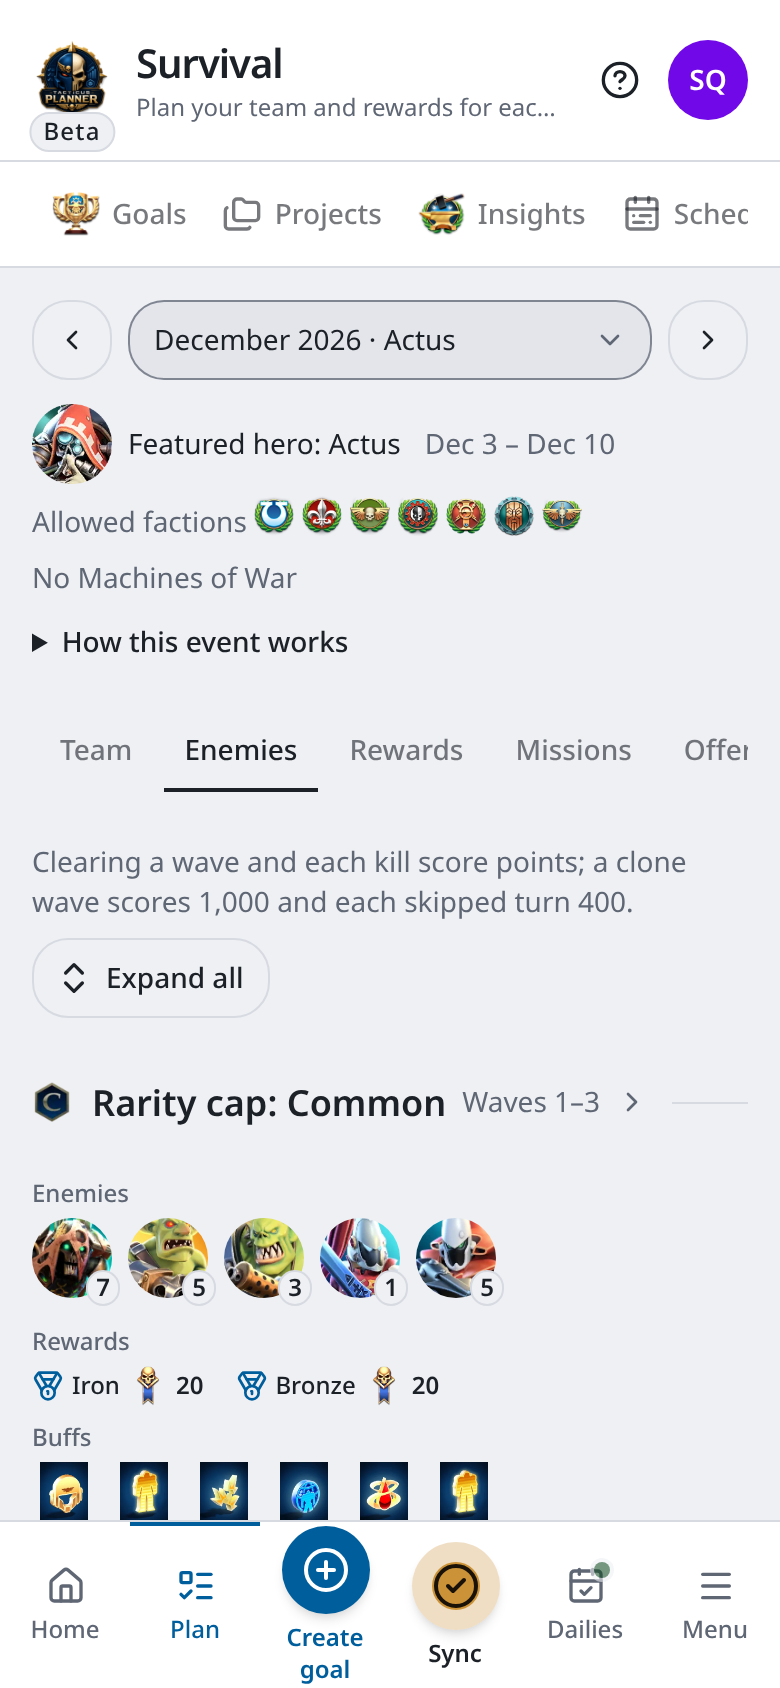 Survival
Plan your team and rewards for eac...
TACTICUS
PLANNER
Beta
SQ
Goals
Projects
Insights
Sched
December 2026 · Actus
Featured hero: Actus Dec 3 – Dec 10
Allowed factions
No Machines of War
How this event works
Team
Enemies
Rewards
Missions
Offer
Clearing a wave and each kill score points; a clone
wave scores 1,000 and each skipped turn 400.
Expand all
C
Rarity cap: Common Waves 1–3
Enemies
7
5
3
1
5
Rewards
Iron 20
Bronze 20
Buffs
Home
Plan
Create
goal
Sync
Dailies
Menu